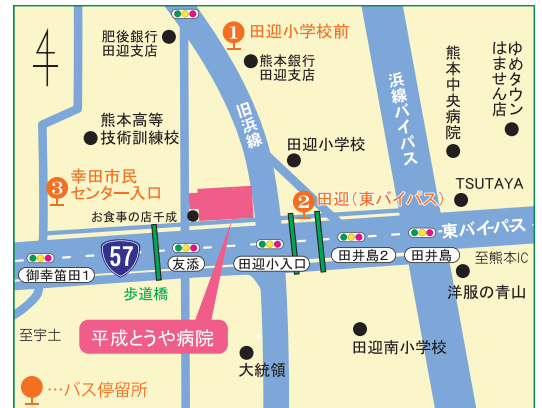 肥後銀行
田迎支店
1 田迎小学校前
熊本銀行
田迎支店
旧浜線
浜線バイパス
熊本中央病院
ゆめタウン
はません店
熊本高等
技術訓練校
田迎小学校
3 幸田市民
センター入口
2 田迎(東バイパス)
TSUTAYA
お食事の店千成
東バイパス
57
御幸笛田1
友添
田迎小入口
田井島2
田井島
至熊本IC
歩道橋
洋服の青山
至宇土
平成とうや病院
大統領
田迎南小学校
…バス停留所